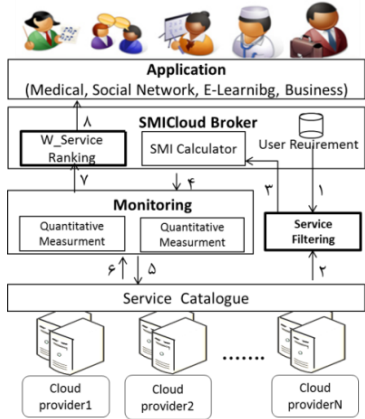 Application
(Medical, Social Network, E-Learnibg, Business)
۸
SMICloud Broker
W_Service
Ranking
SMI Calculator
User Reuirement
۷
۴
۳
۱
Monitoring
Quantitative
Measurment
Quantitative
Measurment
Service
Filtering
۶
۵
۲
Service Catalogue
Cloud
provider1
Cloud
provider2
.......
Cloud
providerN